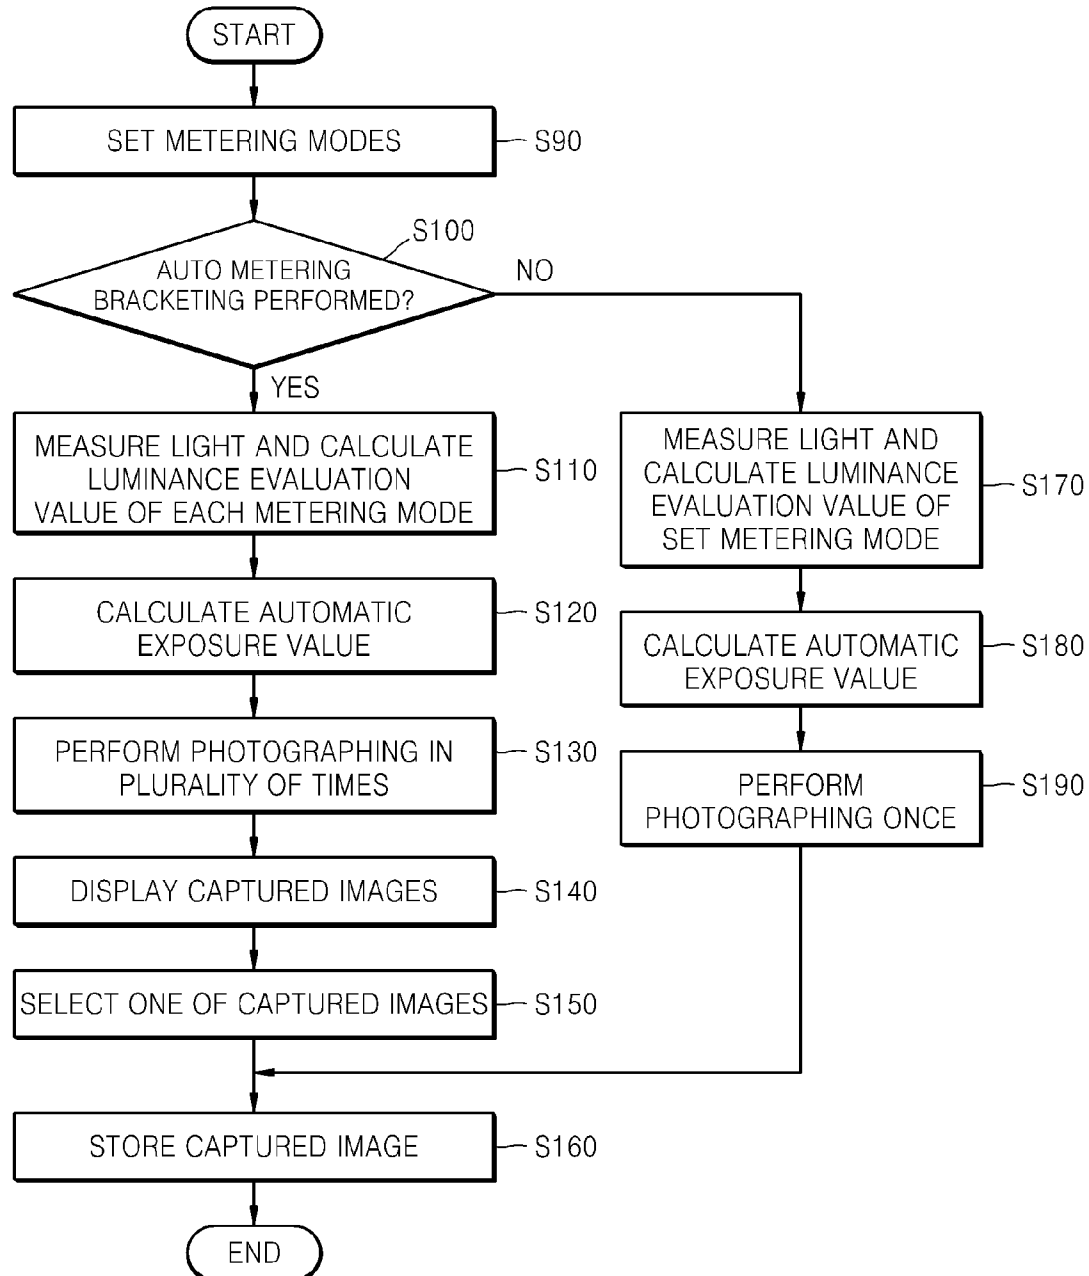 START
SET METERING MODES
S90
S100
AUTO METERING
BRACKETING PERFORMED?
NO
YES
MEASURE LIGHT AND CALCULATE
LUMINANCE EVALUATION
VALUE OF EACH METERING MODE
S110
CALCULATE AUTOMATIC
EXPOSURE VALUE
S120
PERFORM PHOTOGRAPHING IN
PLURALITY OF TIMES
S130
DISPLAY CAPTURED IMAGES
S140
SELECT ONE OF CAPTURED IMAGES
S150
MEASURE LIGHT AND
CALCULATE LUMINANCE
EVALUATION VALUE OF
SET METERING MODE
S170
CALCULATE AUTOMATIC
EXPOSURE VALUE
S180
PERFORM
PHOTOGRAPHING ONCE
S190
STORE CAPTURED IMAGE
S160
END